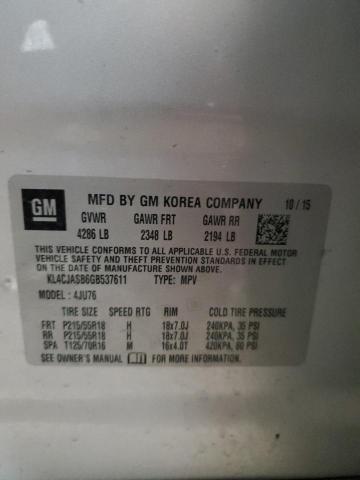 GM
MFD BY GM KOREA COMPANY 10/15
GVWR GAWR FRT GAWR RR
4286 LB 2348 LB 2194 LB
THIS VEHICLE CONFORMS TO ALL APPLICABLE U.S. FEDERAL MOTOR
VEHICLE SAFETY AND THEFT PREVENTION STANDARDS IN EFFECT
ON THE DATE OF MANUFACTURE SHOWN ABOVE.
KL4CJASB6GB537611 TYPE: MPV
MODEL : 4JU76
TIRE SIZE SPEED RTG RIM COLD TIRE PRESSURE
FRT P215/55R18 H 18x7.0J 240KPA, 35 PSI
RR P215/55R18 H 18x7.0J 240KPA, 35 PSI
SPA T125/70R16 M 16x4.0T 420KPA, 60 PSI
SEE OWNER'S MANUAL FOR MORE INFORMATION.